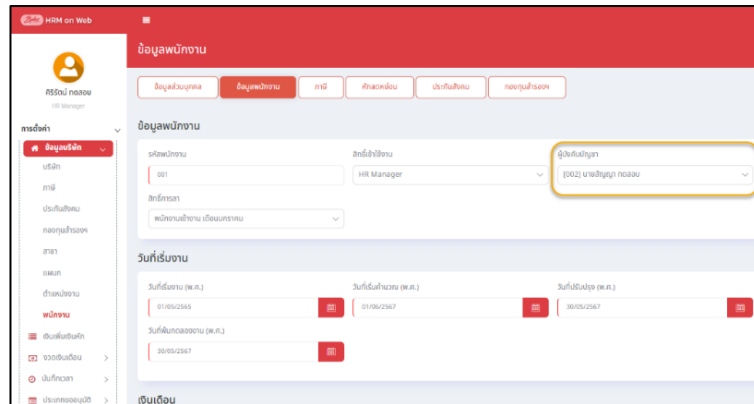 HRM on Web
ข้อมูลพนักงาน
ศิริรัตน์ ทดสอบ
HR Manager
ข้อมูลส่วนบุคคล
ข้อมูลพนักงาน
ภาษี
หักลดหย่อน
ประกันสังคม
กองทุนสำรองฯ
การตั้งค่า
ข้อมูลบริษัท
บริษัท
ภาษี
ประกันสังคม
กองทุนสำรองฯ
สาขา
แผนก
ตำแหน่งงาน
พนักงาน
เงินเพิ่มเงินหัก
งวดเงินเดือน
บันทึกเวลา
ประเภทขออนุมัติ
ข้อมูลพนักงาน
รหัสพนักงาน
สิทธิ์เข้าใช้งาน
ผู้บังคับบัญชา
001
HR Manager
[002] นายสัญญา ทดสอบ
สิทธิ์การลา
พนักงานเข้างาน เดือนมกราคม
วันที่เริ่มงาน
วันที่เริ่มงาน (พ.ศ.)
วันที่เริ่มคำนวณ (พ.ศ.)
วันที่ปรับปรุง (พ.ศ.)
01/05/2565
01/06/2567
30/05/2567
วันที่พ้นทดลองงาน (พ.ศ.)
30/05/2567
เงินเดือน